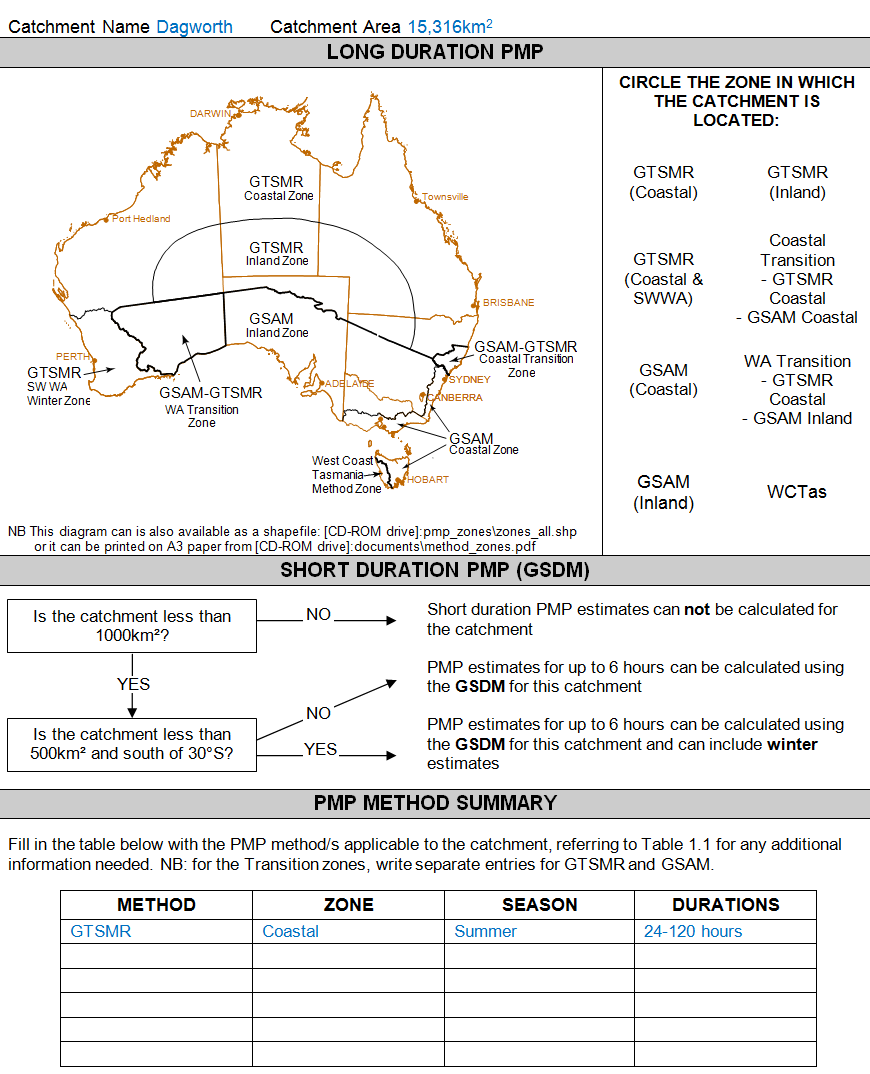 Catchment Name Dagworth Catchment Area 15,316km²
LONG DURATION PMP
DARWIN
GTSMR
Coastal Zone
Townsville
Port Hedland
GTSMR
Inland Zone
BRISBANE
GSAM
Inland Zone
GSAM-GTSMR
Coastal Transition
Zone
PERTH
GTSMR
SW WA
Winter Zone
GSAM-GTSMR
WA Transition
Zone
ADELAIDE
SYDNEY
CANBERRA
GSAM
Coastal Zone
West Coast
Tasmania
Method Zone
HOBART
NB This diagram can is also available as a shapefile: [CD-ROM drive]:pmp_zones\zones_all.shp
or it can be printed on A3 paper from [CD-ROM drive]:documents\method_zones.pdf
CIRCLE THE ZONE IN WHICH
THE CATCHMENT IS
LOCATED:
GTSMR
(Coastal)
GTSMR
(Inland)
GTSMR
(Coastal &
SWWA)
Coastal
Transition
- GTSMR
Coastal
- GSAM Coastal
GSAM
(Coastal)
WA Transition
- GTSMR
Coastal
- GSAM Inland
GSAM
(Inland)
WCTas
SHORT DURATION PMP (GSDM)
Is the catchment less than
1000km²?
NO
Short duration PMP estimates can not be calculated for
the catchment
YES
PMP estimates for up to 6 hours can be calculated using
the GSDM for this catchment
Is the catchment less than
500km² and south of 30°S?
NO
YES
PMP estimates for up to 6 hours can be calculated using
the GSDM for this catchment and can include winter
estimates
PMP METHOD SUMMARY
Fill in the table below with the PMP method/s applicable to the catchment, referring to Table 1.1 for any additional
information needed. NB: for the Transition zones, write separate entries for GTSMR and GSAM.
METHOD ZONE SEASON DURATIONS
GTSMR Coastal Summer 24-120 hours